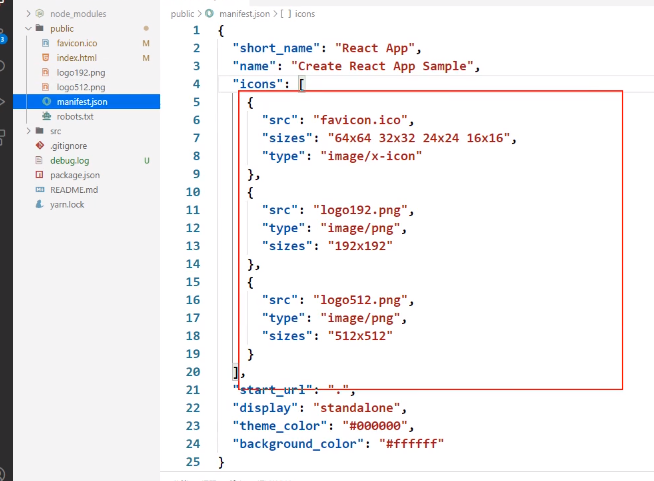 node_modules
public
favicon.ico M
index.html M
logo192.png
logo512.png
manifest.json
robots.txt
src
.gitignore
debug.log U
package.json
README.md
yarn.lock
3
public > manifest.json > [ ] icons
1 {
2 "short_name": "React App",
3 "name": "Create React App Sample",
4 "icons": [
5 {
6 "src": "favicon.ico",
7 "sizes": "64x64 32x32 24x24 16x16",
8 "type": "image/x-icon"
9 },
10 {
11 "src": "logo192.png",
12 "type": "image/png",
13 "sizes": "192x192"
14 },
15 {
16 "src": "logo512.png",
17 "type": "image/png",
18 "sizes": "512x512"
19 }
20 ],
21 "start_url": ".",
22 "display": "standalone",
23 "theme_color": "#000000",
24 "background_color": "#ffffff"
25 }